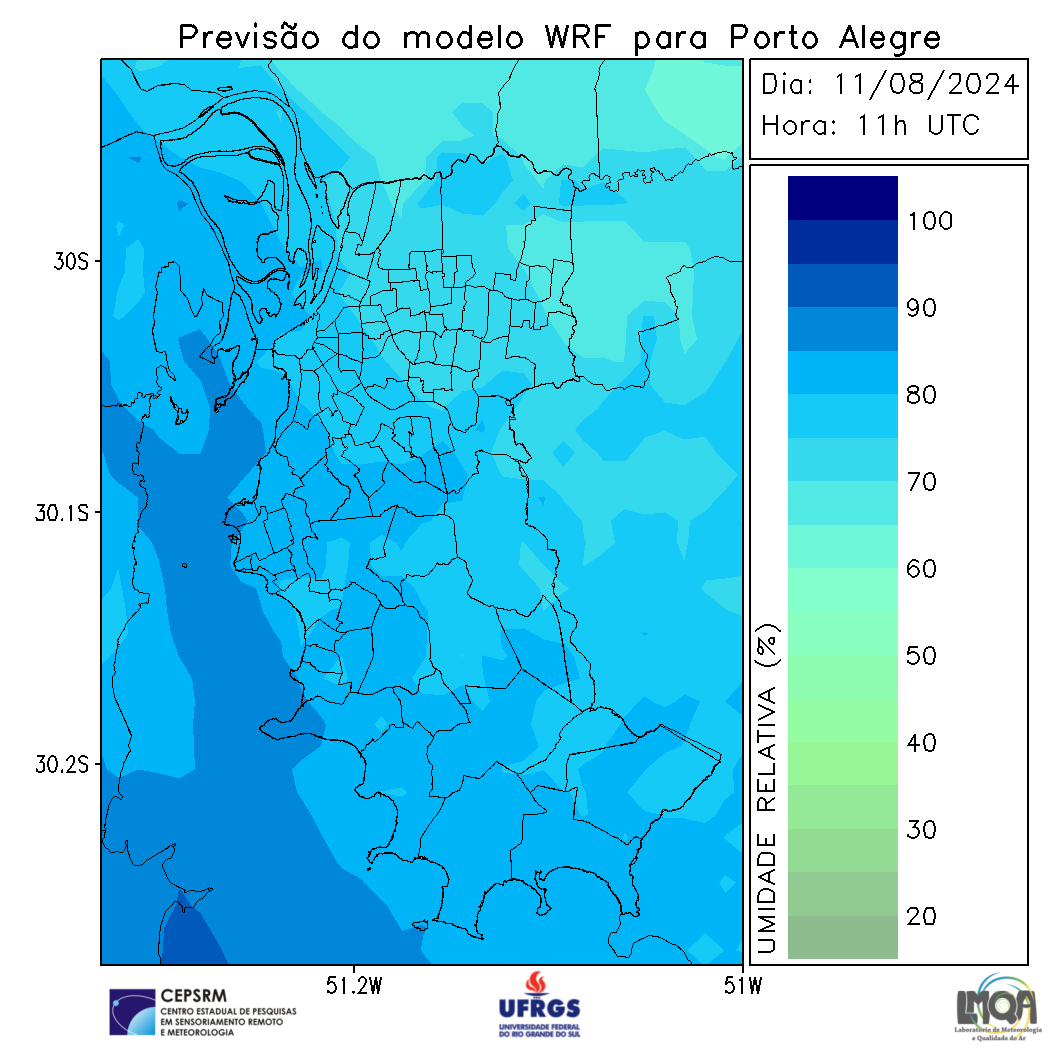 Previsão do modelo WRF para Porto Alegre
Dia: 11/08/2024
Hora: 11h UTC
100
90
80
70
60
50
40
30
20
UMIDADE RELATIVA (%)
30S
30.1S
30.2S
51.2W
51W
CEPSRM
CENTRO ESTADUAL DE PESQUISAS
EM SENSORIAMENTO REMOTO
E METEOROLOGIA
UFRGS
UNIVERSIDADE FEDERAL
DO RIO GRANDE DO SUL
LMQA
Laboratório de Meteorologia
e Qualidade do Ar